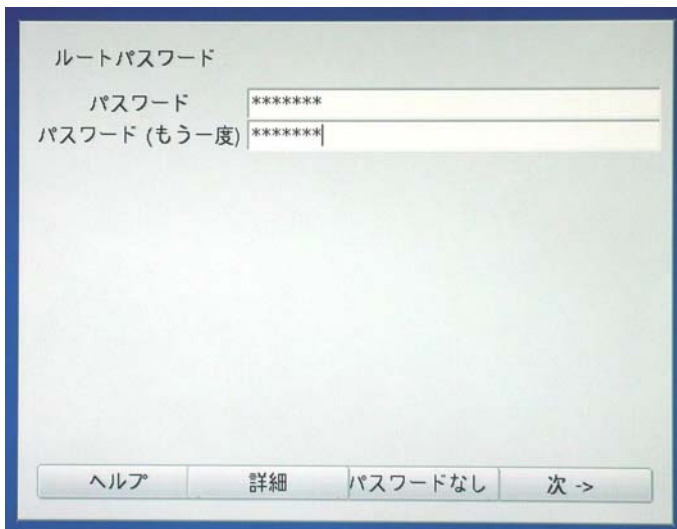 ルートパスワード
パスワード *******
パスワード (もう一度) *******
ヘルプ 詳細 パスワードなし 次 ->